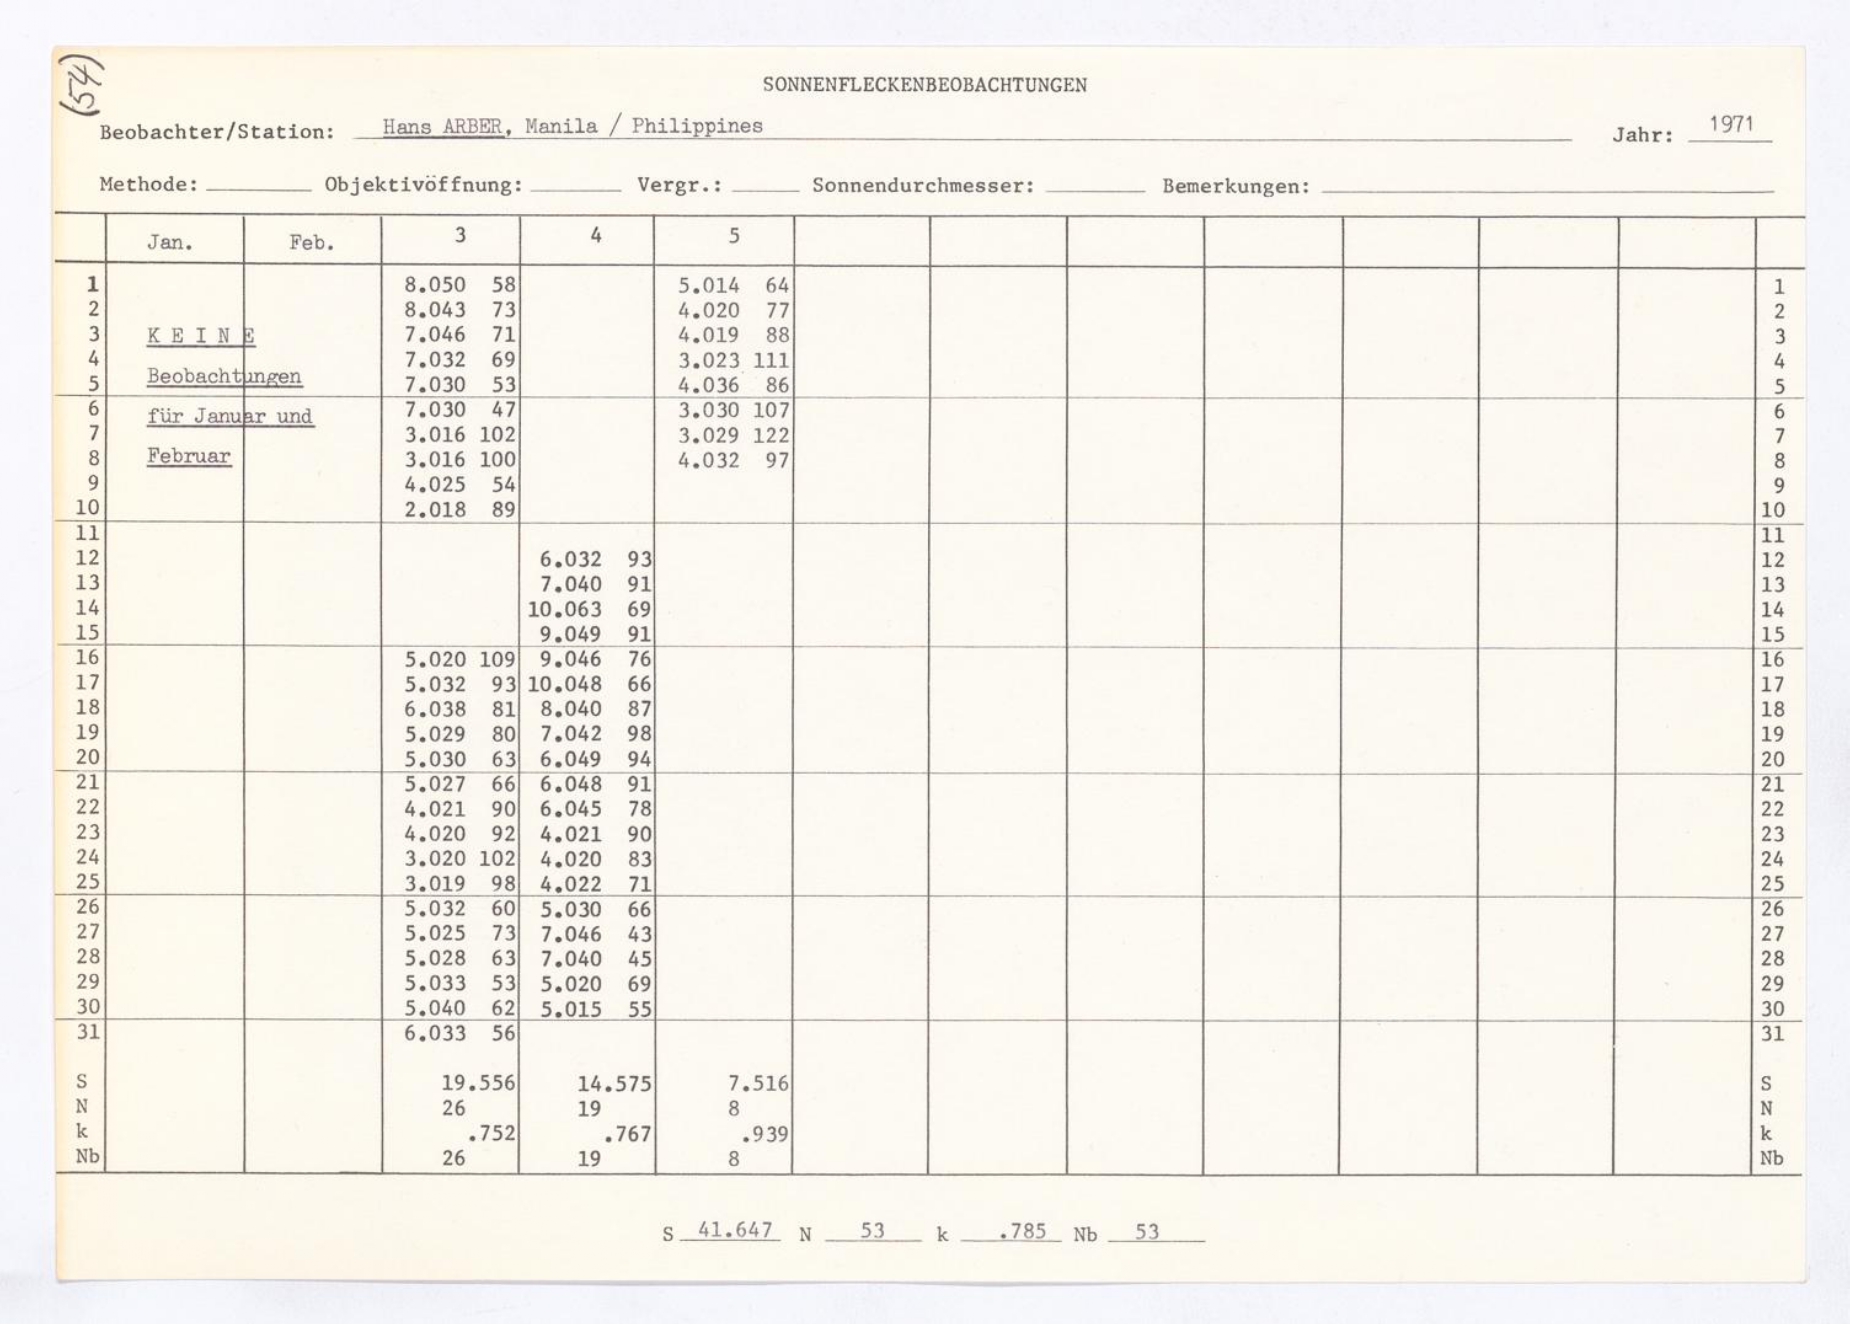 (54)
SONNENFLECKENBEOBACHTUNGEN
Beobachter/Station: Hans ARBER, Manila / Philippines Jahr: 1971
Methode: Objektivöffnung: Vergr.: Sonnendurchmesser: Bemerkungen:
Jan. Feb. 3 4 5
1 8.050 58 5.014 64 1
2 8.043 73 4.020 77 2
3 K E I N E 7.046 71 4.019 88 3
4 7.032 69 3.023 111 4
5 Beobachtungen 7.030 53 4.036 86 5
6 für Januar und 7.030 47 3.030 107 6
7 3.016 102 3.029 122 7
8 Februar 3.016 100 4.032 97 8
9 4.025 54 9
10 2.018 89 10
11 11
12 6.032 93 12
13 7.040 91 13
14 10.063 69 14
15 9.049 91 15
16 5.020 109 9.046 76 16
17 5.032 93 10.048 66 17
18 6.038 81 8.040 87 18
19 5.029 80 7.042 98 19
20 5.030 63 6.049 94 20
21 5.027 66 6.048 91 21
22 4.021 90 6.045 78 22
23 4.020 92 4.021 90 23
24 3.020 102 4.020 83 24
25 3.019 98 4.022 71 25
26 5.032 60 5.030 66 26
27 5.025 73 7.046 43 27
28 5.028 63 7.040 45 28
29 5.033 53 5.020 69 29
30 5.040 62 5.015 55 30
31 6.033 56 31
S 19.556 14.575 7.516 S
N 26 19 8 N
k .752 .767 .939 k
Nb 26 19 8 Nb
S 41.647 N 53 k .785 Nb 53